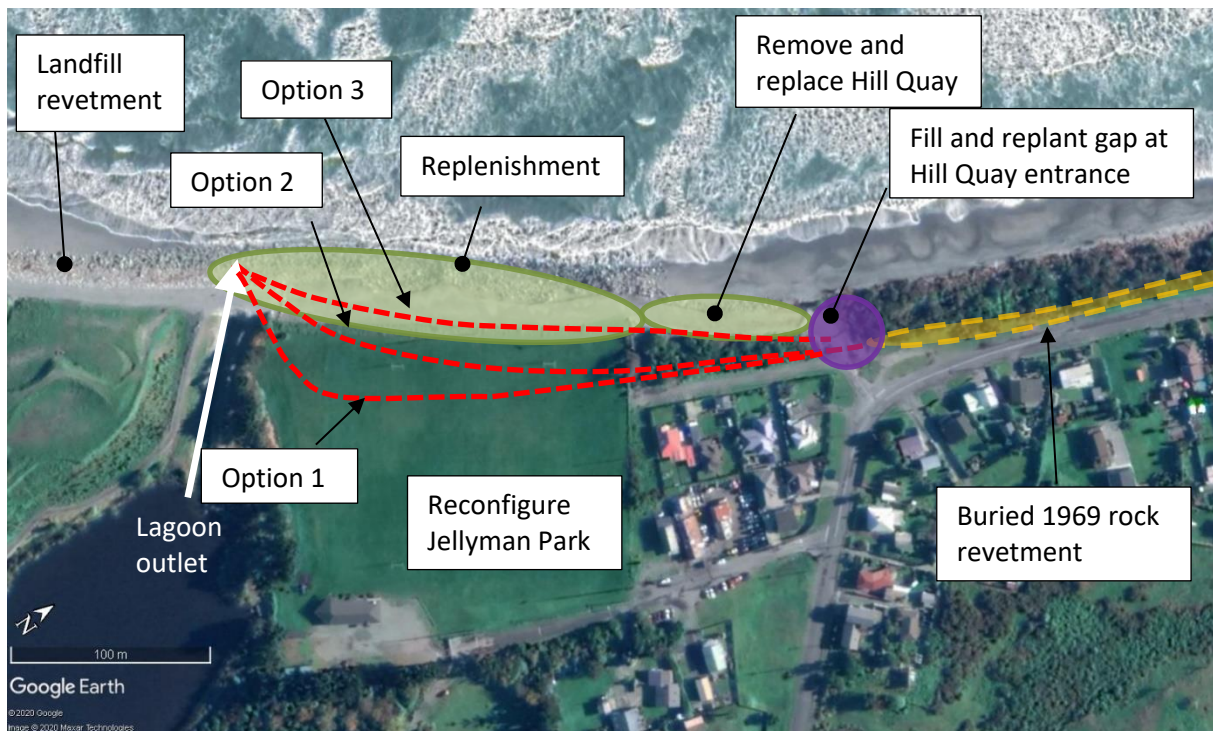 Landfill
revetment
Option 3
Option 2
Replenishment
Remove and
replace Hill Quay
Fill and replant gap at
Hill Quay entrance
Option 1
Lagoon
outlet
Reconfigure
Jellyman Park
Buried 1969 rock
revetment
N
100 m
Google Earth
©2020 Google
Image © 2020 Maxar Technologies